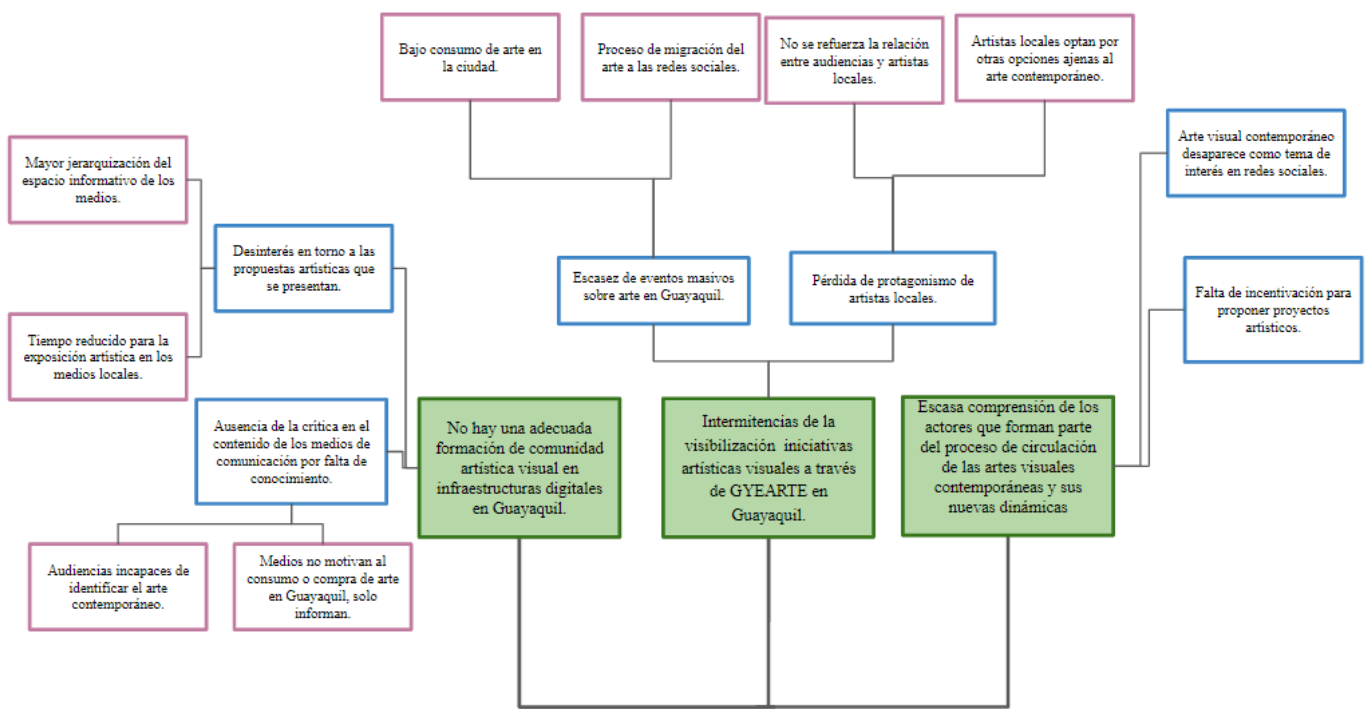 Bajo consumo de arte en
la ciudad.
Proceso de migración del
arte a las redes sociales.
No se refuerza la relación
entre audiencias y artistas
locales.
Artistas locales optan por
otras opciones ajenas al
arte contemporáneo.
Arte visual contemporáneo
desaparece como tema de
interés en redes sociales.
Mayor jerarquización del
espacio informativo de los
medios.
Desinterés en torno a las
propuestas artísticas que
se presentan.
Escasez de eventos masivos
sobre arte en Guayaquil.
Pérdida de protagonismo de
artistas locales.
Falta de incentivación para
proponer proyectos
artísticos.
Tiempo reducido para la
exposición artística en los
medios locales.
Ausencia de la crítica en el
contenido de los medios de
comunicación por falta de
conocimiento.
No hay una adecuada
formación de comunidad
artística visual en
infraestructuras digitales
en Guayaquil.
Intermitencias de la
visibilización iniciativas
artísticas visuales a través
de GYEARTE en
Guayaquil.
Escasa comprensión de los
actores que forman parte
del proceso de circulación
de las artes visuales
contemporáneas y sus
nuevas dinámicas
Audiencias incapaces de
identificar el arte
contemporáneo.
Medios no motivan al
consumo o compra de arte
en Guayaquil, solo
informan.